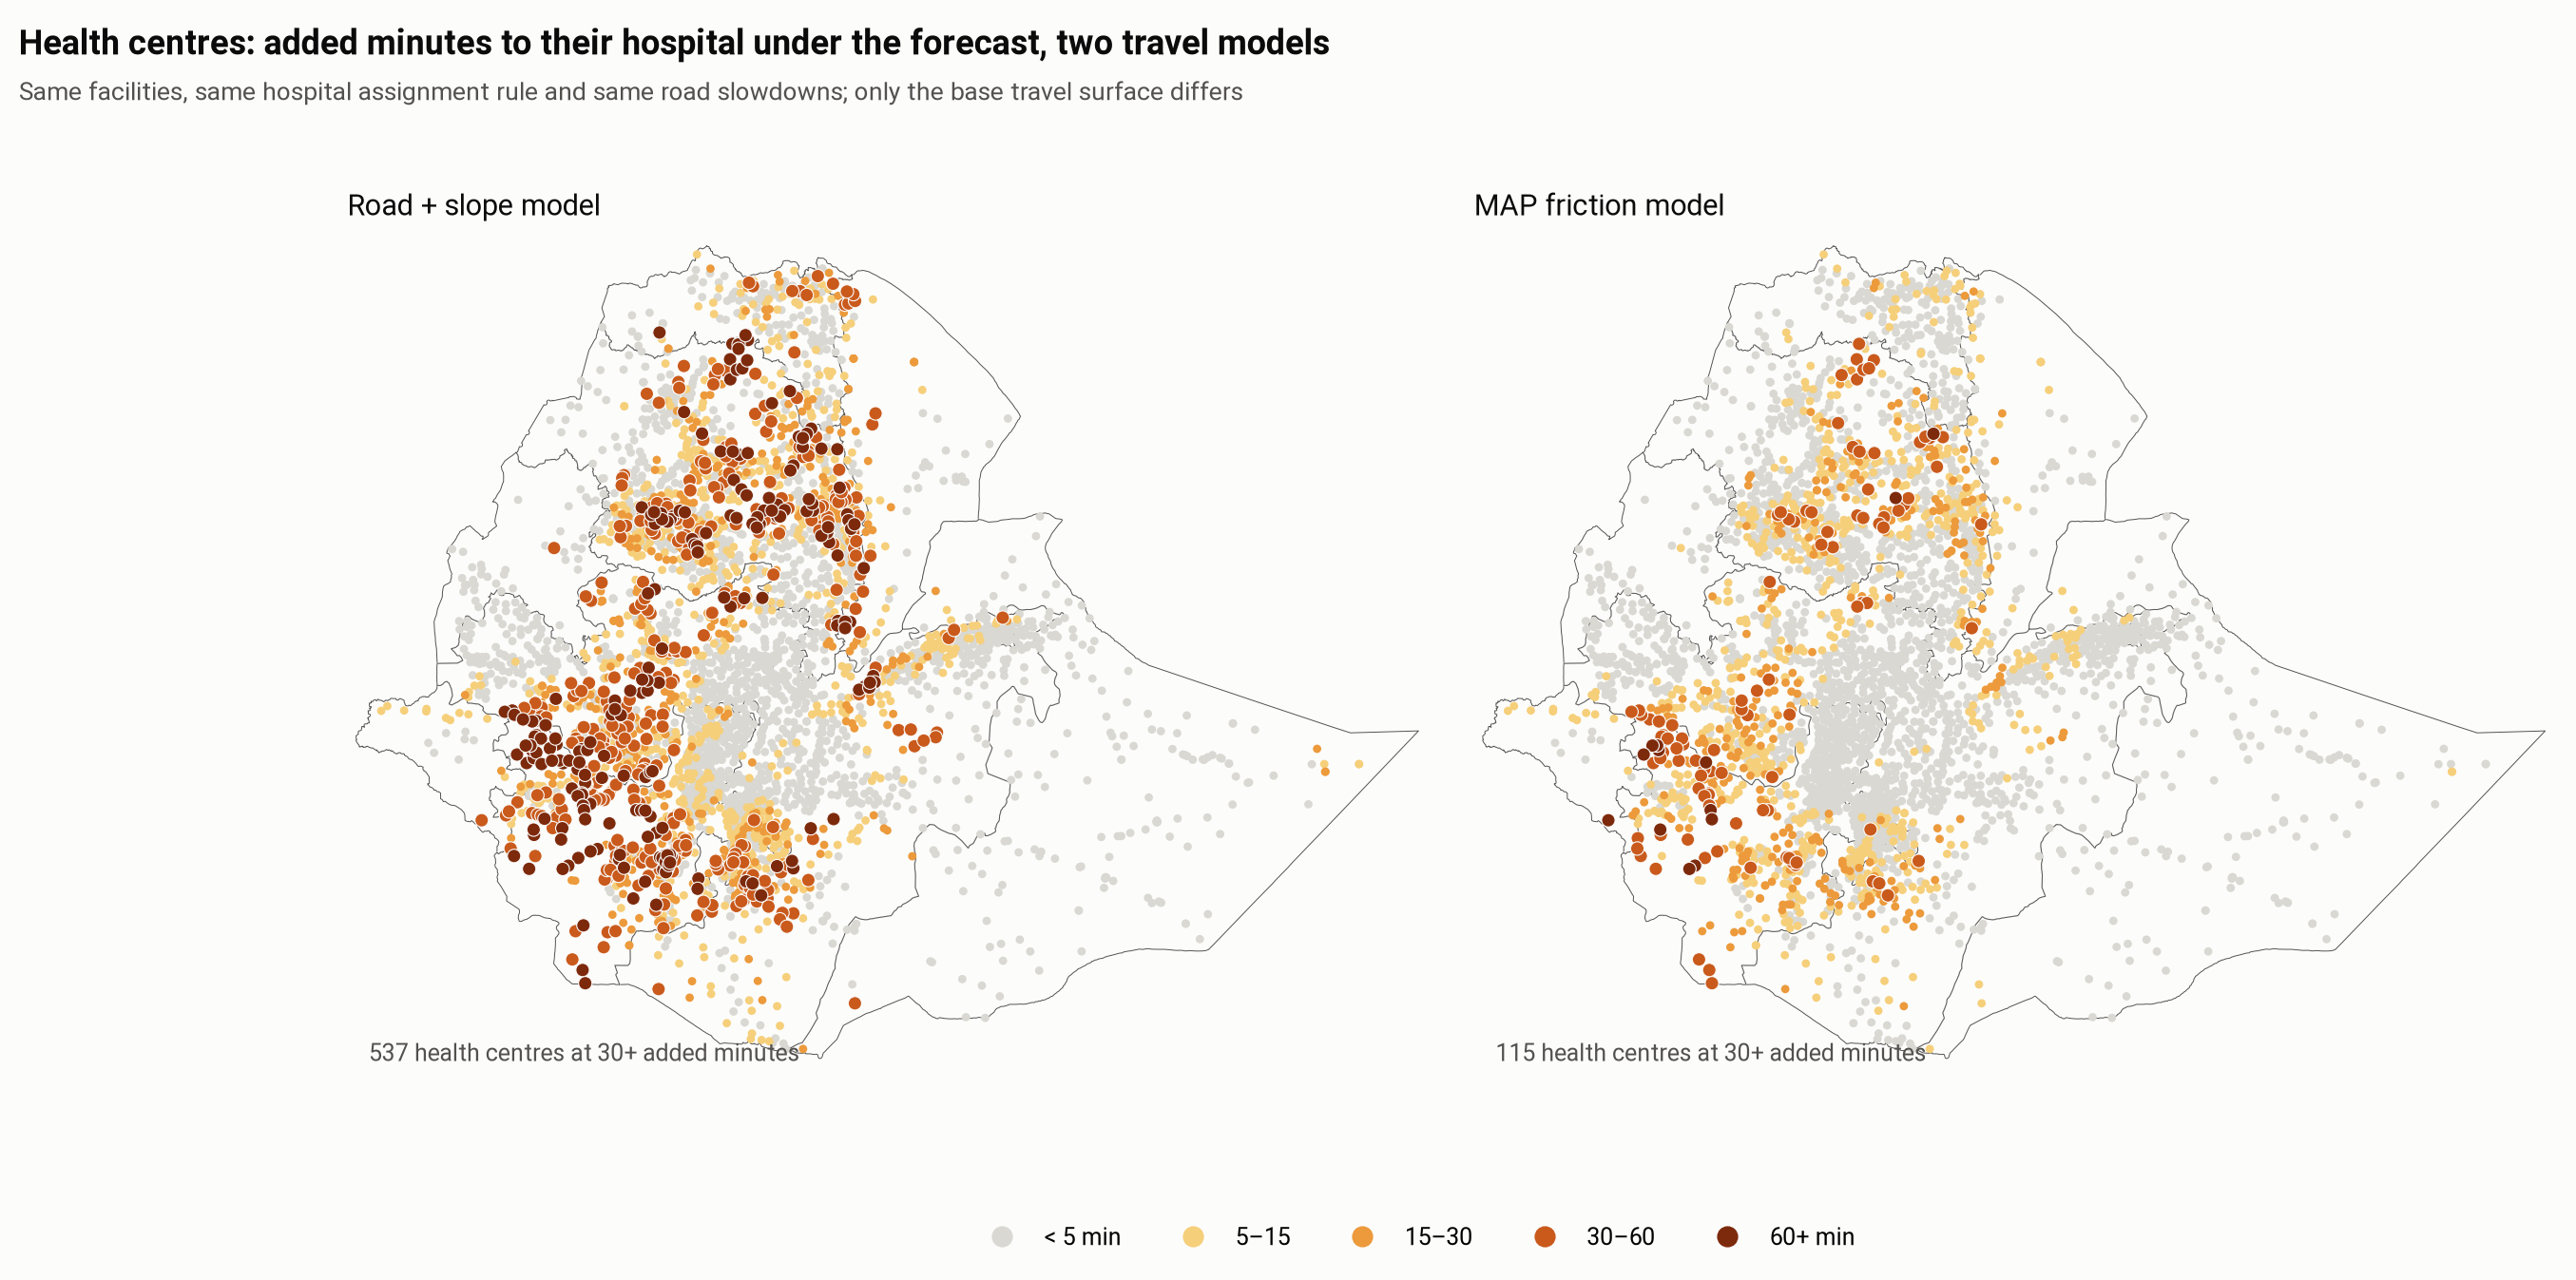 Health centres: added minutes to their hospital under the forecast, two travel models
Same facilities, same hospital assignment rule and same road slowdowns; only the base travel surface differs
Road + slope model
MAP friction model
537 health centres at 30+ added minutes
115 health centres at 30+ added minutes
< 5 min
5–15
15–30
30–60
60+ min